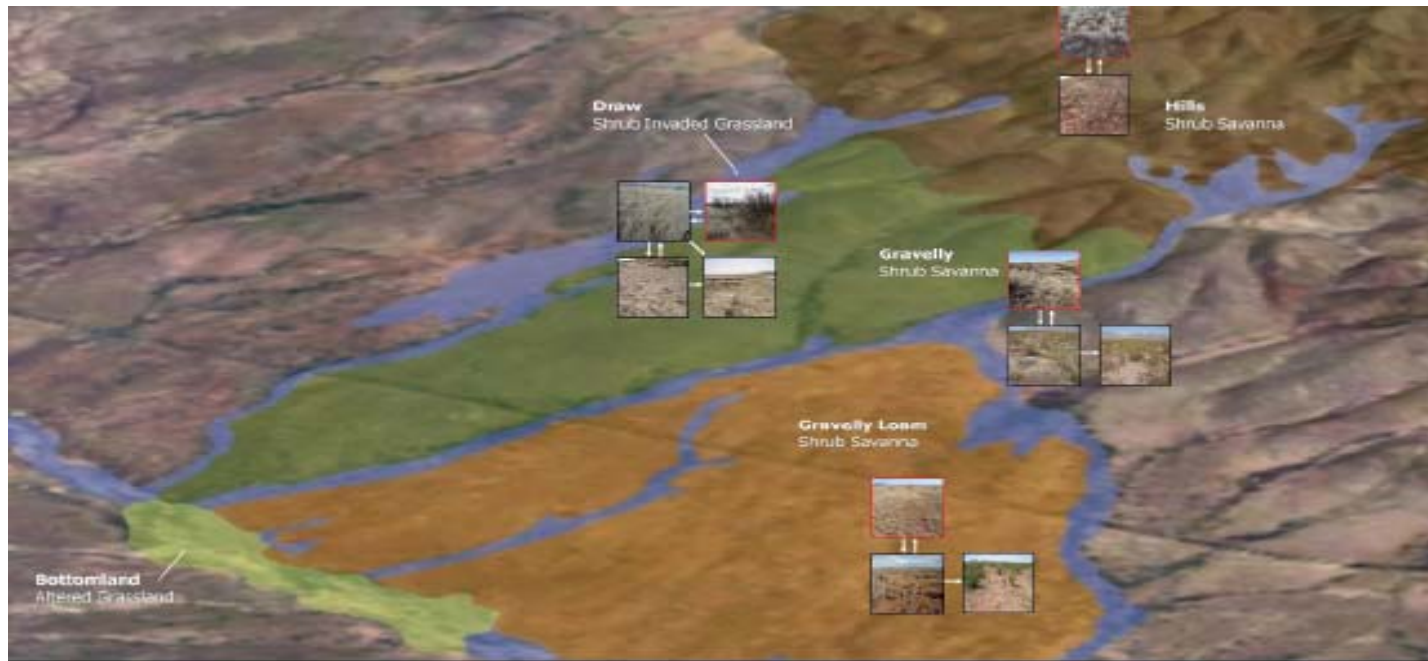 Draw
Shrub Invaded Grassland
Hills
Shrub Savanna
Gravelly
Shrub Savanna
Gravelly Loam
Shrub Savanna
Bottomland
Altered Grassland